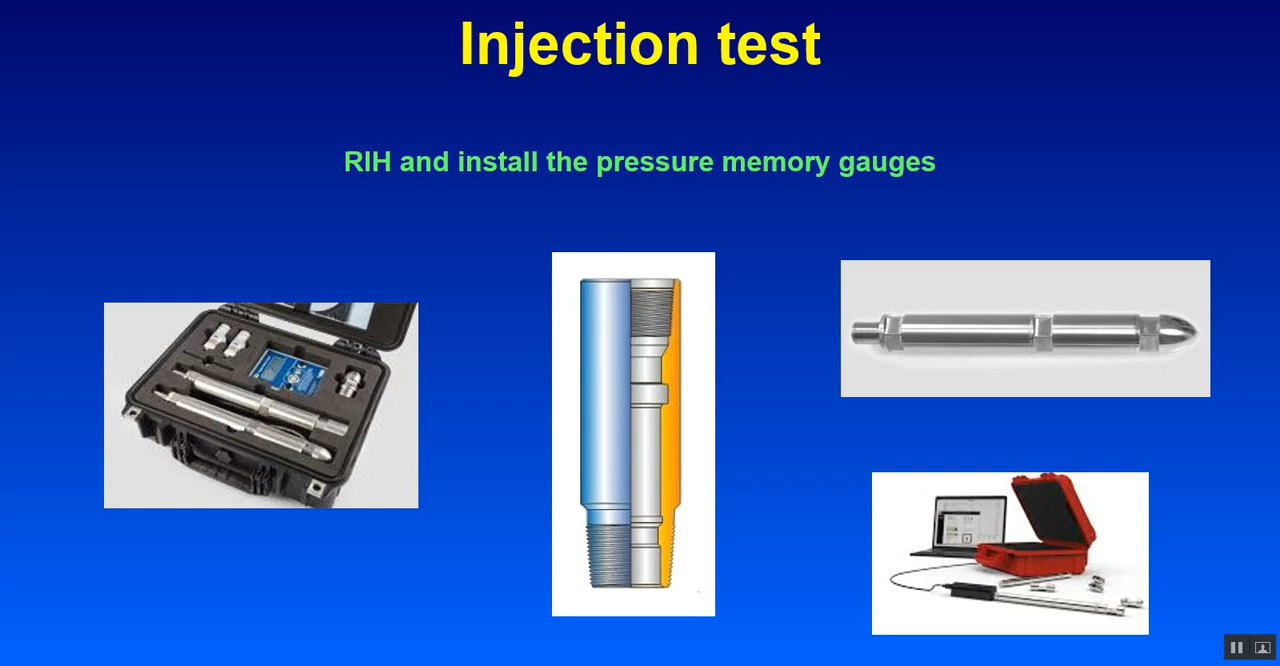 Injection test
RIH and install the pressure memory gauges